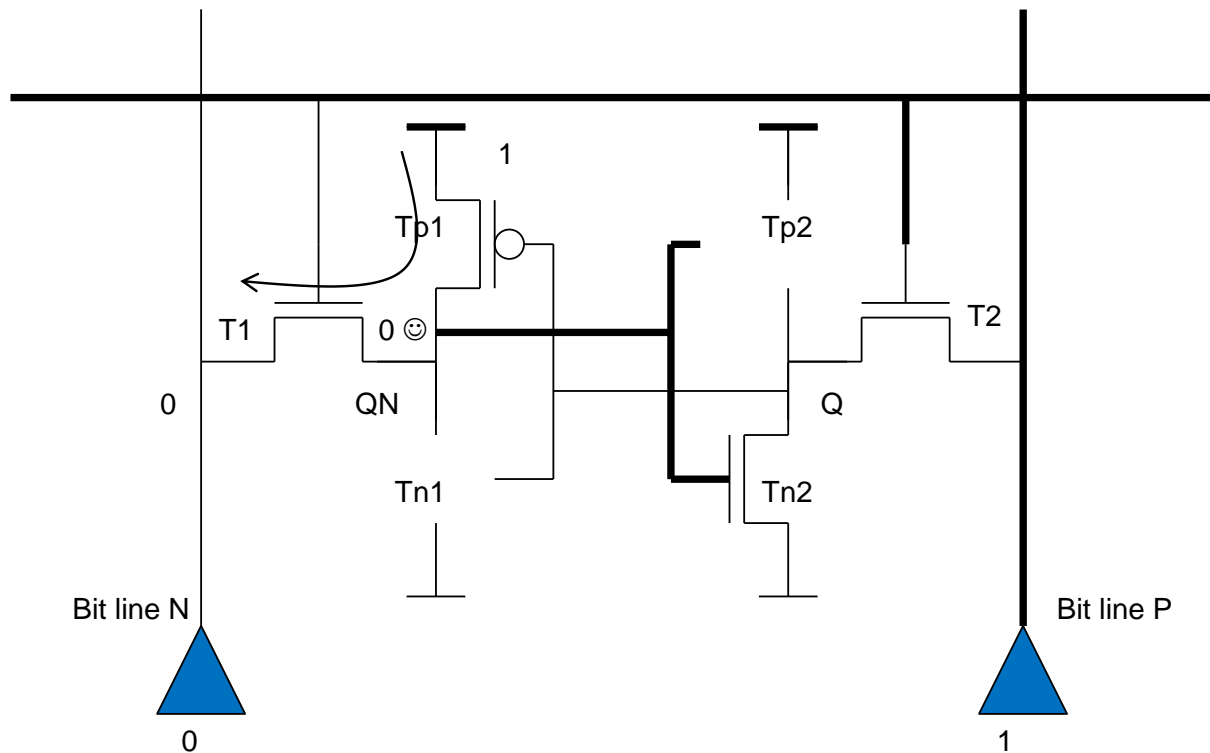 1
Tp1
Tp2
T1
0 ☺
T2
0
QN
Q
Tn1
Tn2
Bit line N
Bit line P
0
1